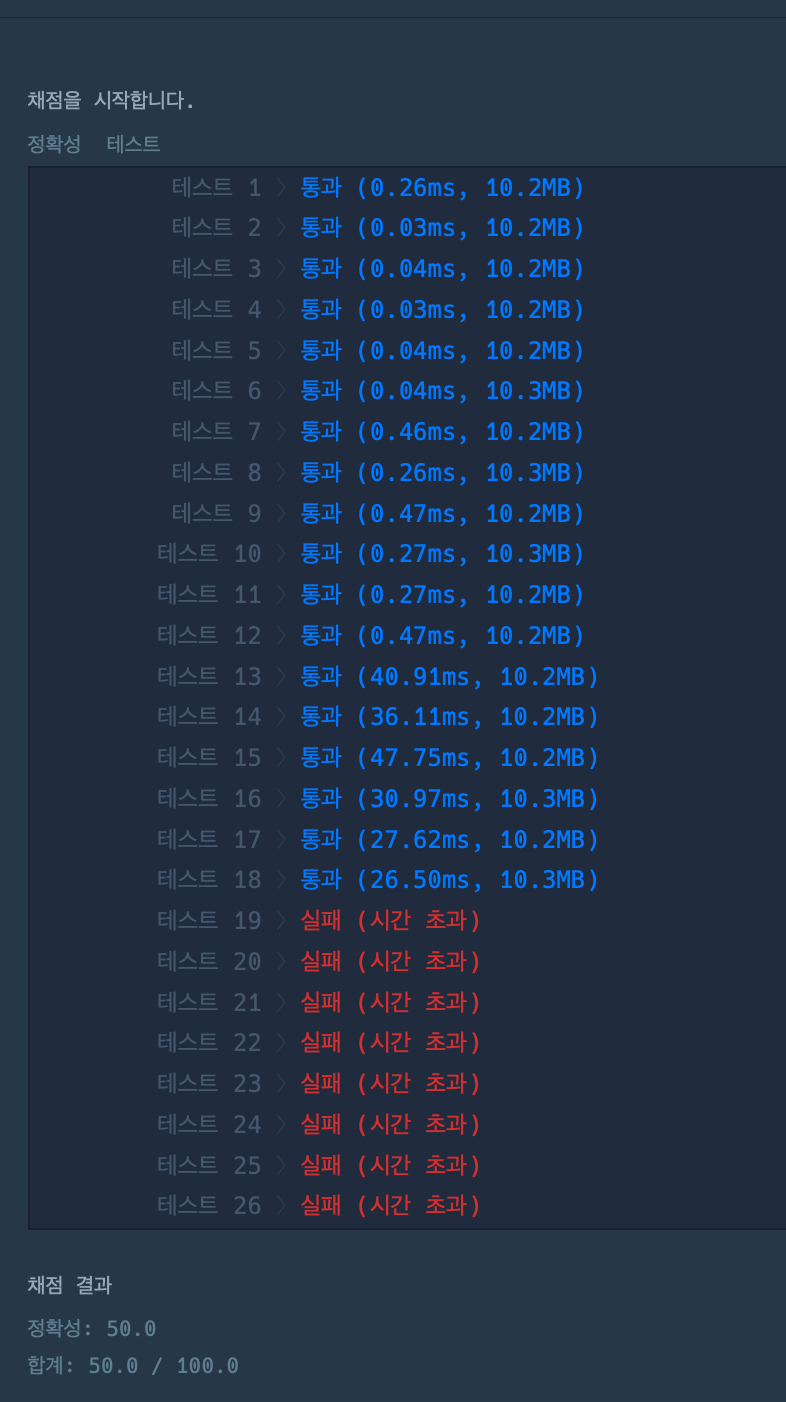 채점을 시작합니다.
정확성 테스트
테스트 1 〉 통과 (0.26ms, 10.2MB)
테스트 2 〉 통과 (0.03ms, 10.2MB)
테스트 3 〉 통과 (0.04ms, 10.2MB)
테스트 4 〉 통과 (0.03ms, 10.2MB)
테스트 5 〉 통과 (0.04ms, 10.2MB)
테스트 6 〉 통과 (0.04ms, 10.3MB)
테스트 7 〉 통과 (0.46ms, 10.2MB)
테스트 8 〉 통과 (0.26ms, 10.3MB)
테스트 9 〉 통과 (0.47ms, 10.2MB)
테스트 10 〉 통과 (0.27ms, 10.3MB)
테스트 11 〉 통과 (0.27ms, 10.2MB)
테스트 12 〉 통과 (0.47ms, 10.2MB)
테스트 13 〉 통과 (40.91ms, 10.2MB)
테스트 14 〉 통과 (36.11ms, 10.2MB)
테스트 15 〉 통과 (47.75ms, 10.2MB)
테스트 16 〉 통과 (30.97ms, 10.3MB)
테스트 17 〉 통과 (27.62ms, 10.2MB)
테스트 18 〉 통과 (26.50ms, 10.3MB)
테스트 19 〉 실패 (시간 초과)
테스트 20 〉 실패 (시간 초과)
테스트 21 〉 실패 (시간 초과)
테스트 22 〉 실패 (시간 초과)
테스트 23 〉 실패 (시간 초과)
테스트 24 〉 실패 (시간 초과)
테스트 25 〉 실패 (시간 초과)
테스트 26 〉 실패 (시간 초과)
채점 결과
정확성: 50.0
합계: 50.0 / 100.0